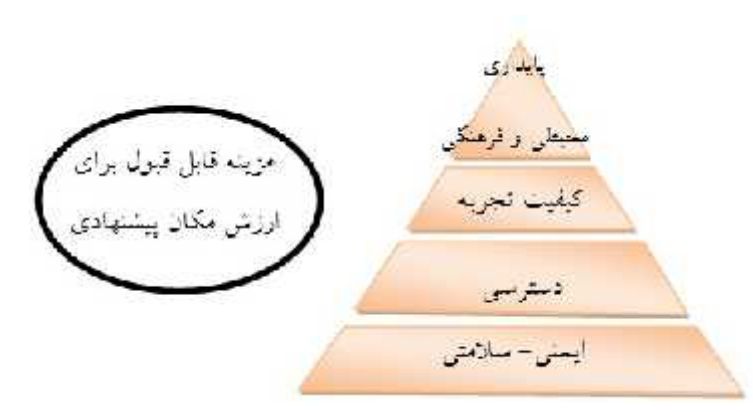 هزینه قابل قبول برای
ارزش مکان پیشنهادی
پایداری
محیطی و فرهنگی
کیفیت تجربه
دسترسی
ایمنی- سلامتی